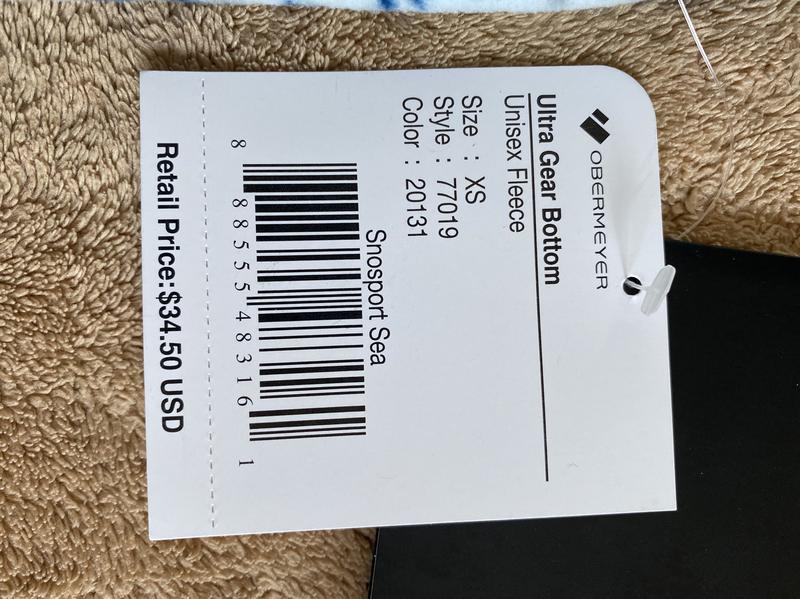 OBERMEYER
Ultra Gear Bottom
Unisex Fleece
Size : XS
Style : 77019
Color : 20131
Snosport Sea
8 88555 48316 1
Retail Price:$34.50 USD